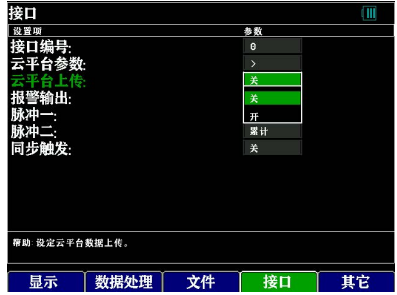 接口
设置项 参数
接口编号: 0
云平台参数: >
云平台上传: 关
报警输出: 关
脉冲一: 开
脉冲二: 累计
同步触发: 关
帮助:设定云平台数据上传。
显示 数据处理 文件 接口 其它